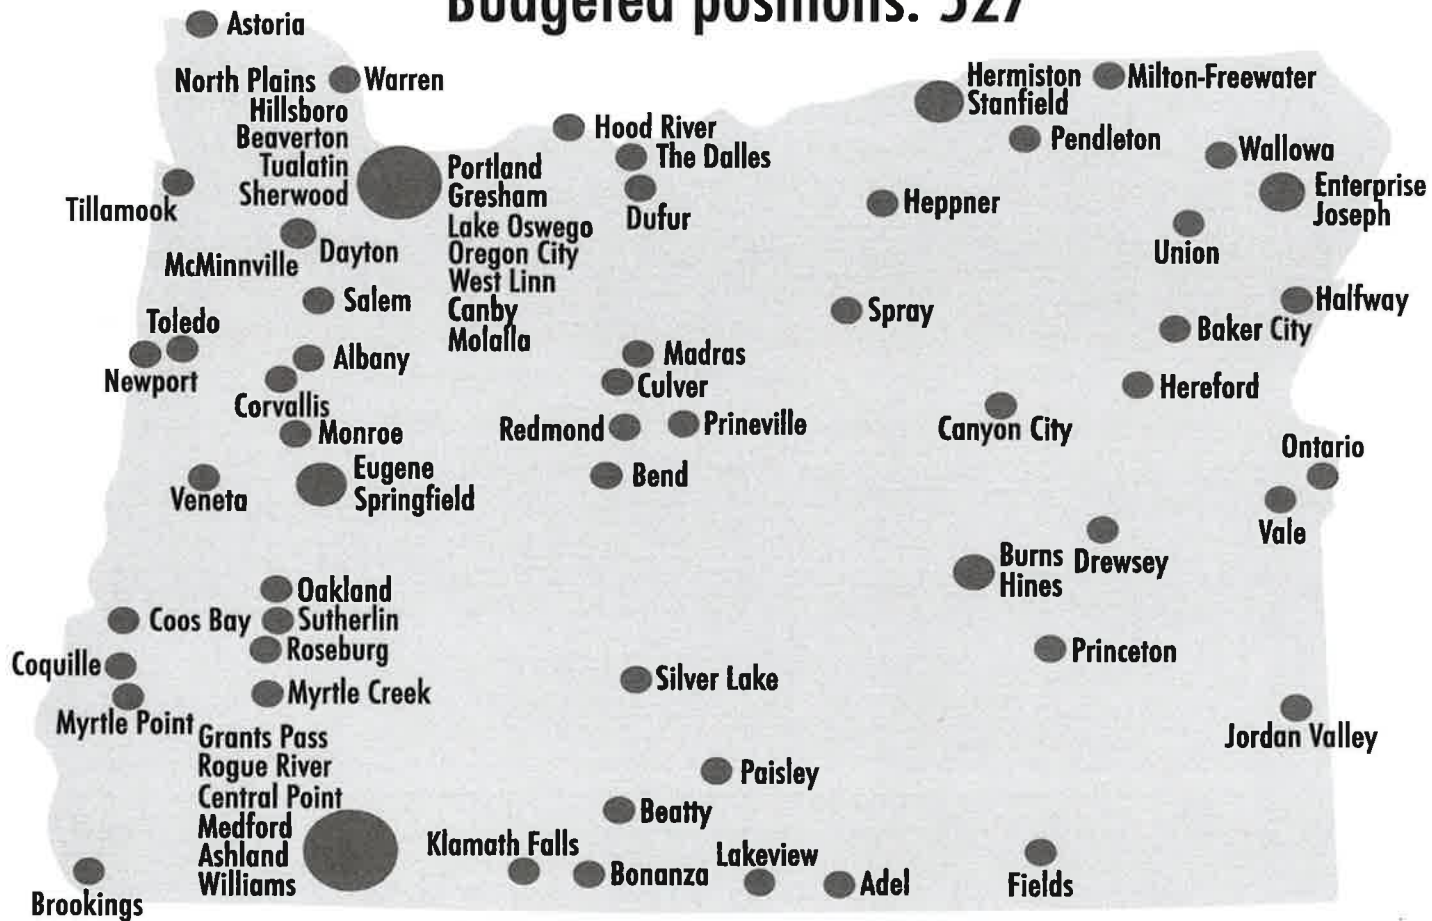 Budgeted positions: 527
Astoria
North Plains
Warren
Hillsboro
Beaverton
Tualatin
Sherwood
Tillamook
Portland
Gresham
Lake Oswego
Oregon City
West Linn
Canby
Molalla
Hood River
The Dalles
Dufur
Hermiston
Stanfield
Milton-Freewater
Pendleton
Wallowa
Enterprise
Joseph
Heppner
Union
McMinnville
Dayton
Salem
Toledo
Newport
Albany
Corvallis
Monroe
Veneta
Eugene
Springfield
Madras
Culver
Redmond
Prineville
Bend
Spray
Halfway
Baker City
Hereford
Canyon City
Ontario
Vale
Burns
Hines
Drewsey
Princeton
Oakland
Coos Bay
Sutherlin
Roseburg
Coquille
Myrtle Creek
Myrtle Point
Silver Lake
Jordan Valley
Grants Pass
Rogue River
Central Point
Medford
Ashland
Williams
Paisley
Beatty
Klamath Falls
Bonanza
Lakeview
Adel
Fields
Brookings